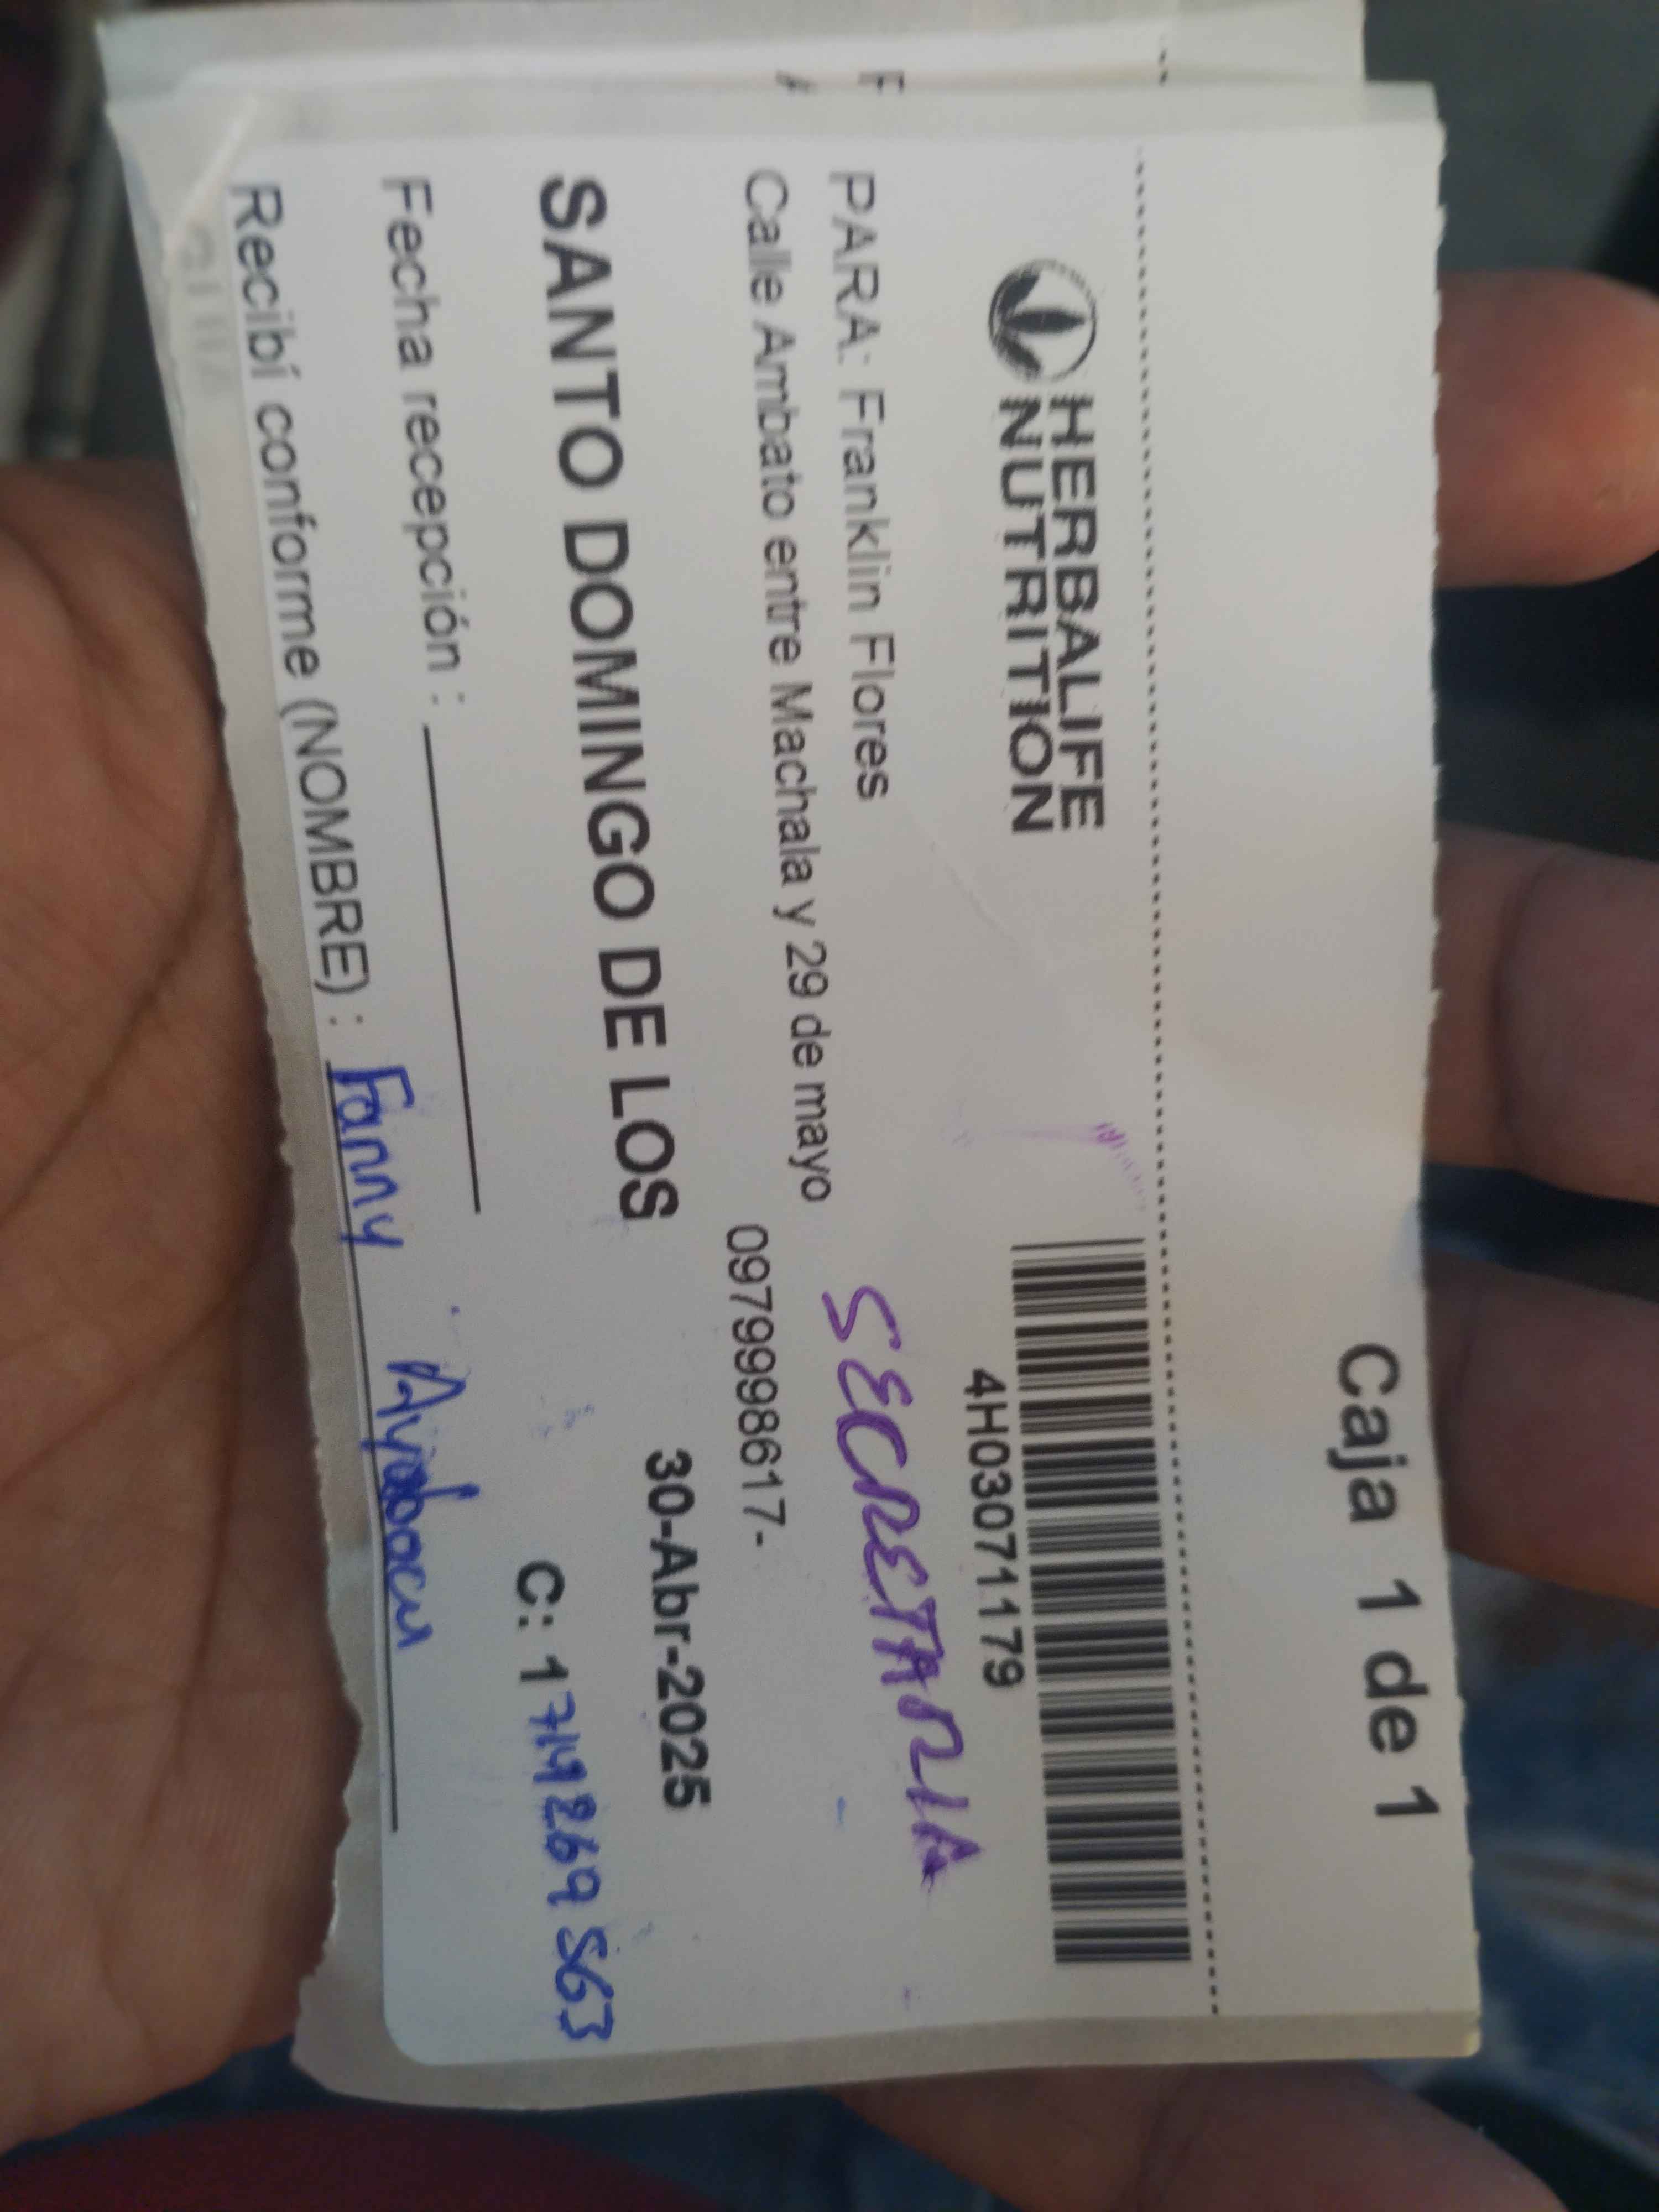 Caja 1 de 1
HERBALIFE
NUTRITION
4H03071179
PARA: Franklin Flores
SECRETARIA
Calle Ambato entre Machala y 29 de mayo
0979998617-
SANTO DOMINGO DE LOS
30-Abr-2025
Fecha recepción :
C: 1719269563
Recibí conforme (NOMBRE) : Fanny